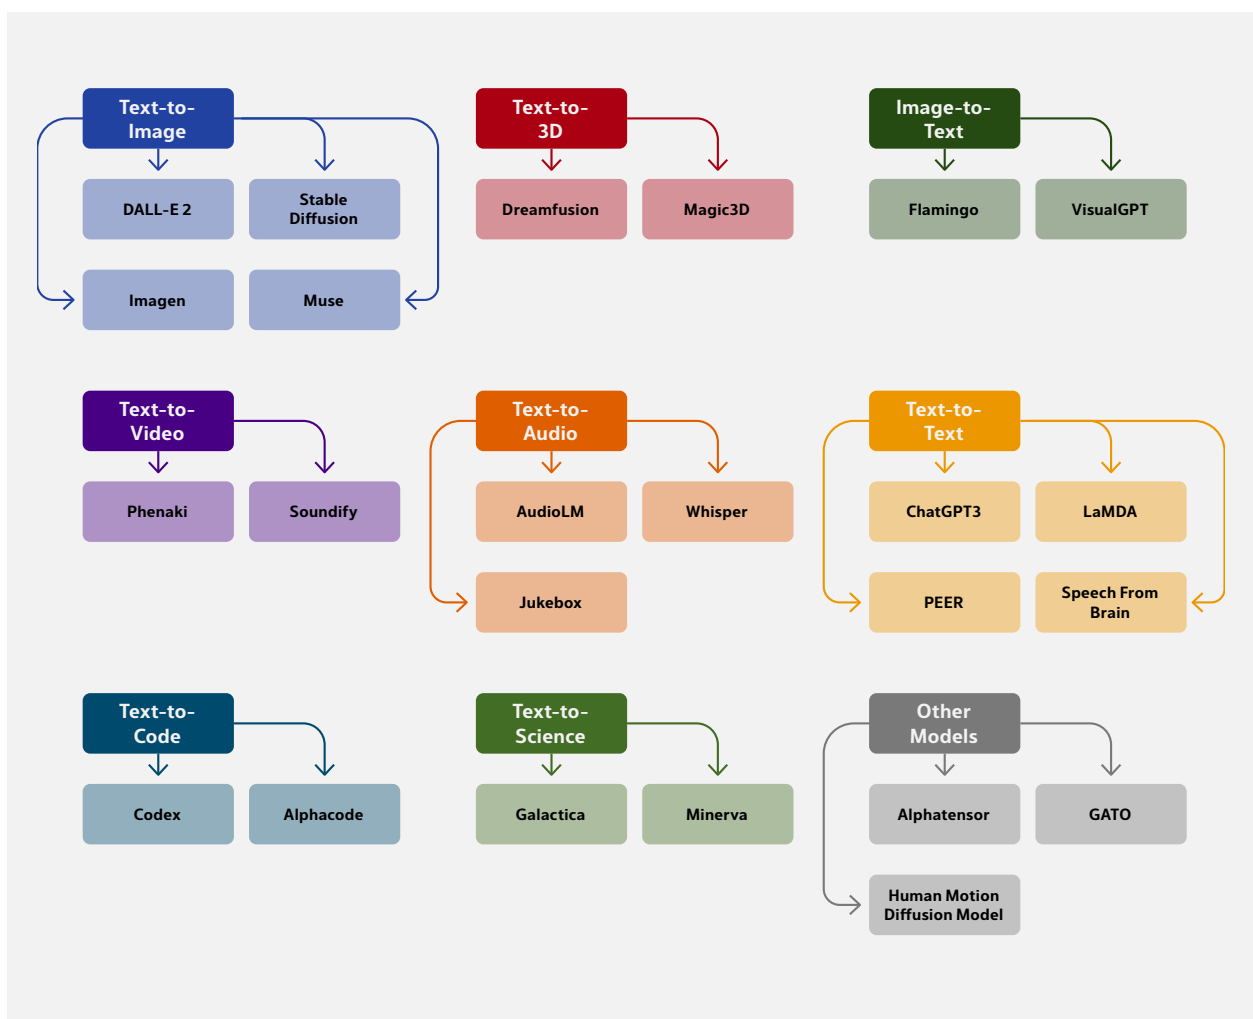 Text-to-
Image
DALL-E 2
Stable
Diffusion
Imagen
Muse
Text-to-
3D
Dreamfusion
Magic3D
Image-to-
Text
Flamingo
VisualGPT
Text-to-
Video
Phenaki
Soundify
Text-to-
Audio
AudioLM
Whisper
Jukebox
Text-to-
Text
ChatGPT3
LaMDA
PEER
Speech From
Brain
Text-to-
Code
Codex
Alphacode
Text-to-
Science
Galactica
Minerva
Other
Models
Alphatensor
GATO
Human Motion
Diffusion Model